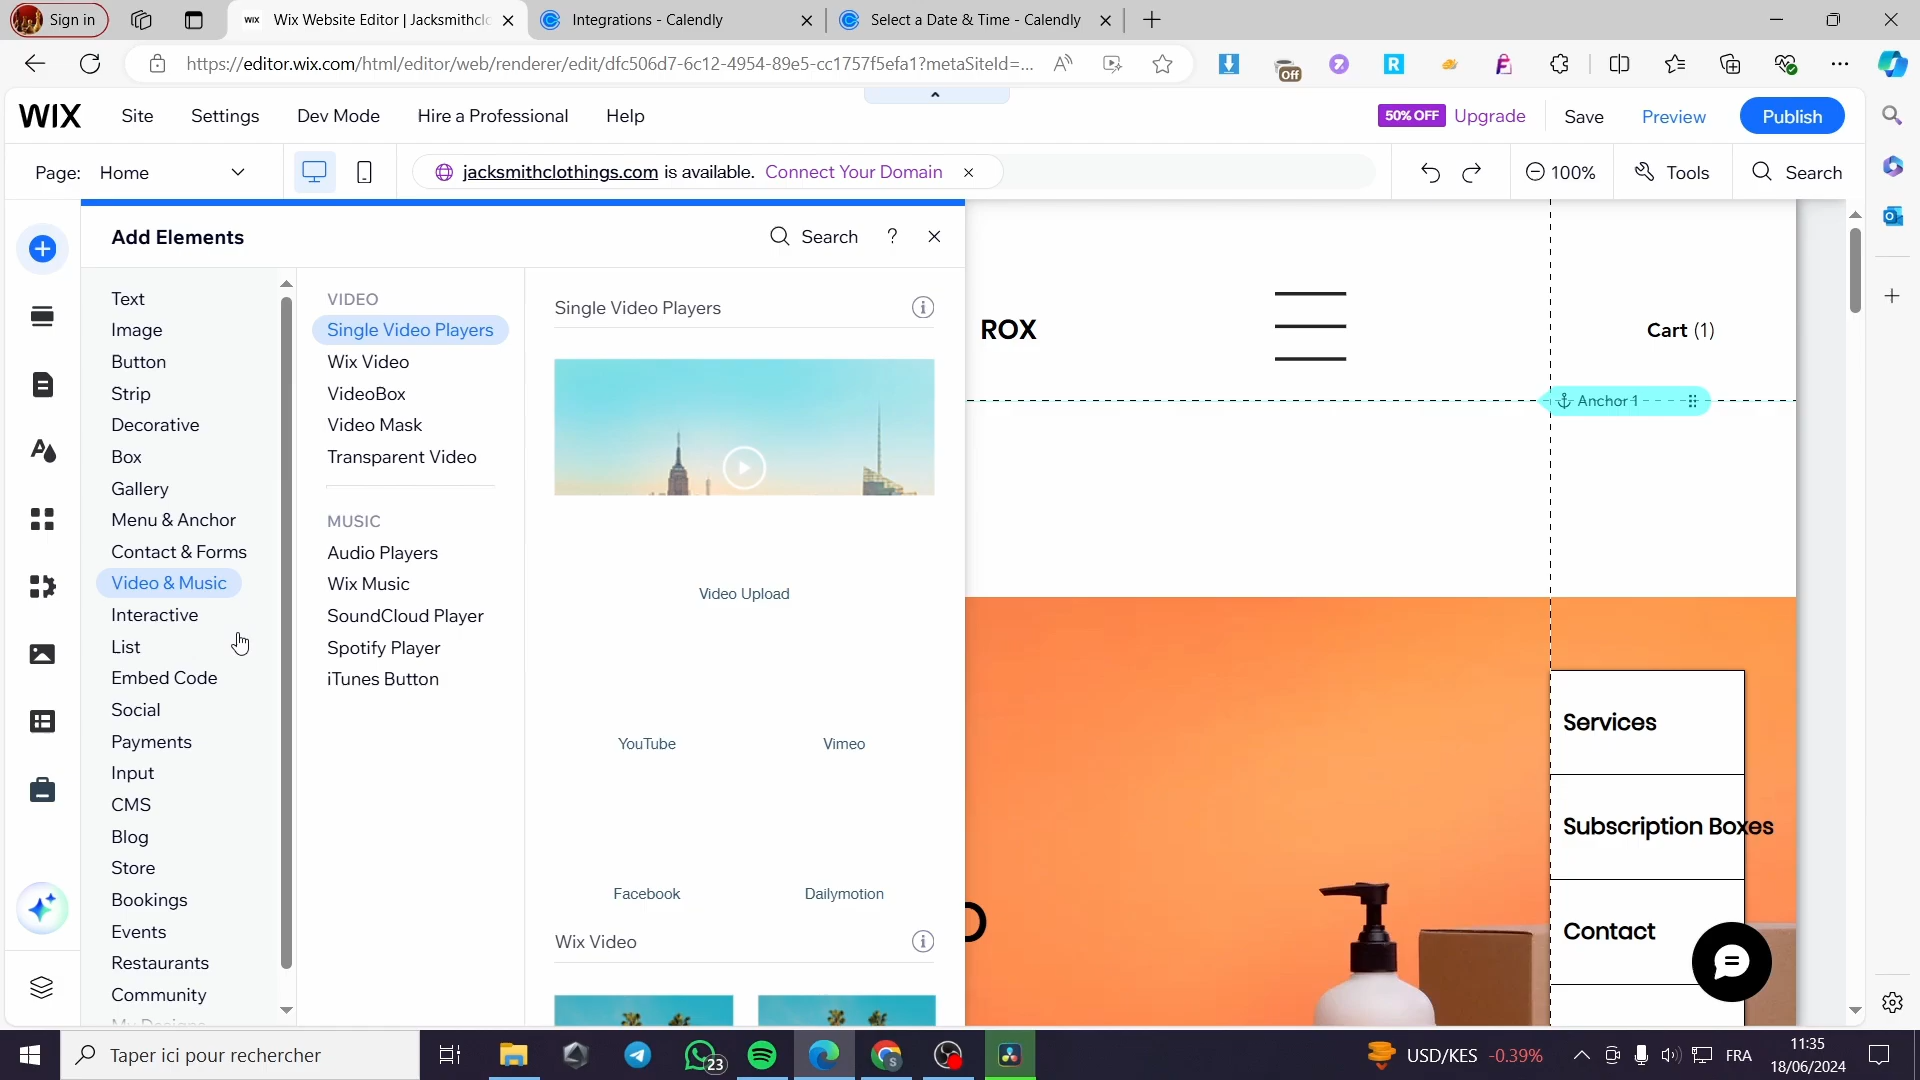 Sign in
WIX Wix Website Editor | Jacksmithclo
Integrations - Calendly
Select a Date & Time - Calendly
https://editor.wix.com/html/editor/web/renderer/edit/dfc506d7-6c12-4954-89e5-cc1757f5efa1?metaSiteId=...
Off
WIX
Site
Settings
Dev Mode
Hire a Professional
Help
50% OFF
Upgrade
Save
Preview
Publish
Page: Home
jacksmithclothings.com is available. Connect Your Domain
100%
Tools
Search
Add Elements
Search
?
Text
Image
Button
Strip
Decorative
Box
Gallery
Menu & Anchor
Contact & Forms
Video & Music
Interactive
List
Embed Code
Social
Payments
Input
CMS
Blog
Store
Bookings
Events
Restaurants
Community
My Designs
VIDEO
Single Video Players
Wix Video
VideoBox
Video Mask
Transparent Video
MUSIC
Audio Players
Wix Music
SoundCloud Player
Spotify Player
iTunes Button
Single Video Players
Video Upload
YouTube
Vimeo
Facebook
Dailymotion
Wix Video
ROX
Cart (1)
Anchor 1
Services
Subscription Boxes
Contact
Taper ici pour rechercher
23
USD/KES -0.39%
FRA
11:35
18/06/2024